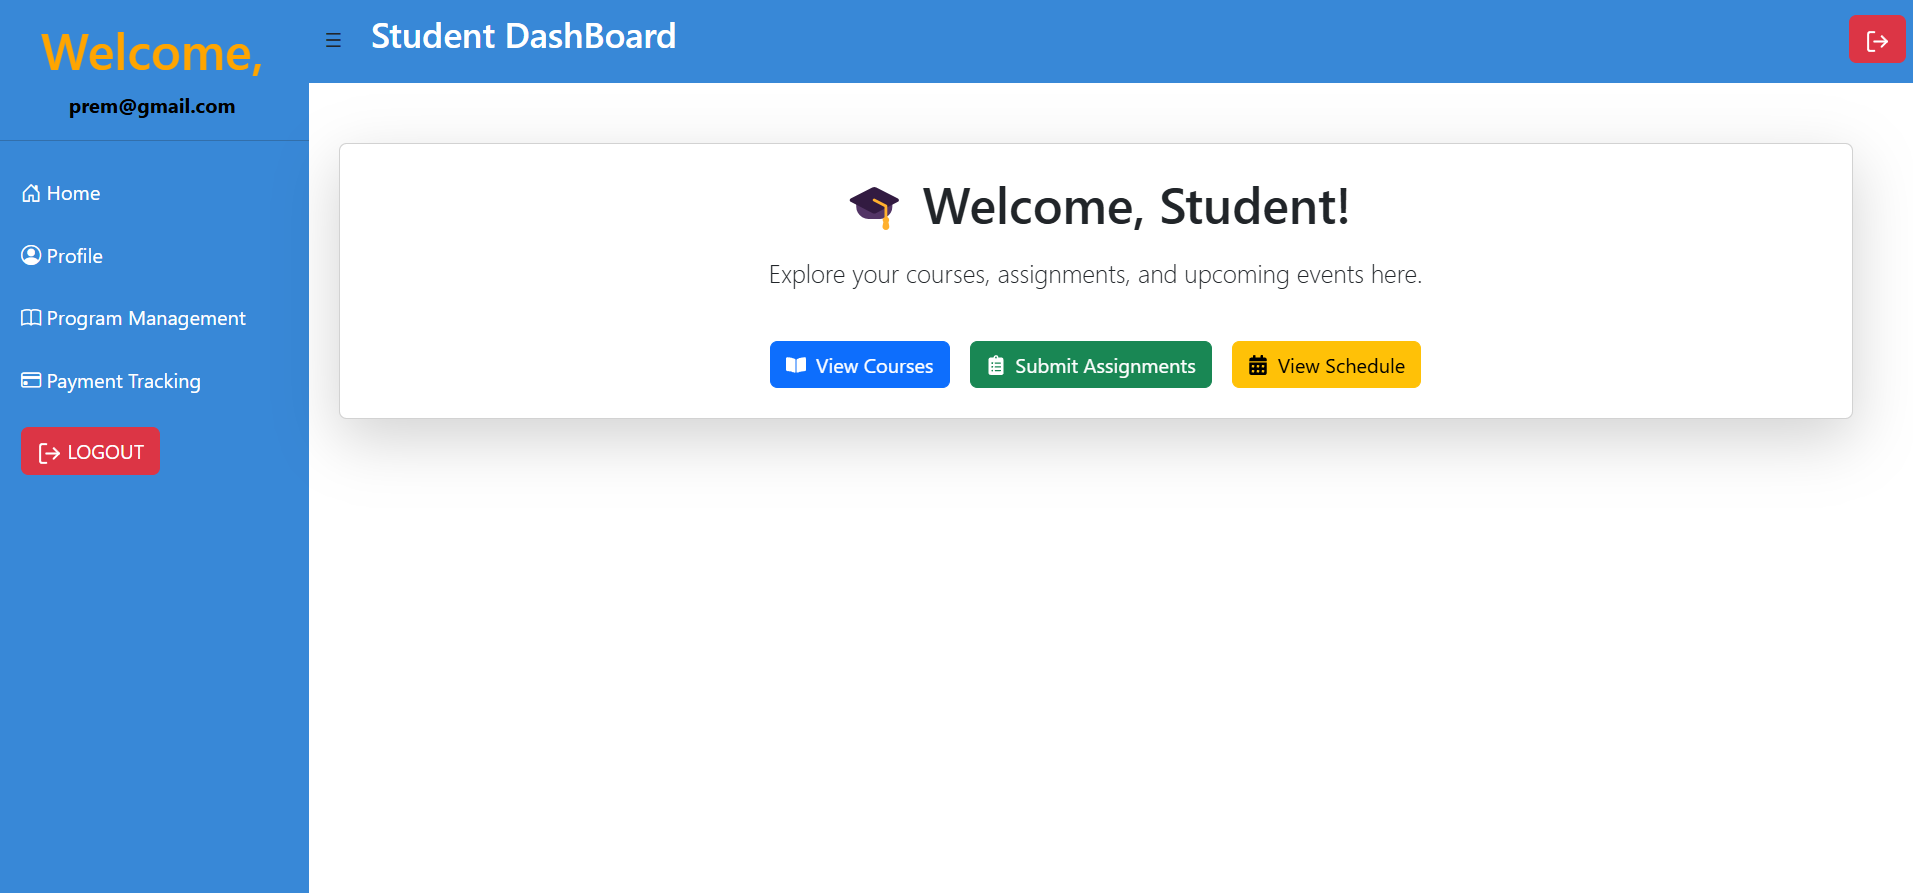 Welcome,
prem@gmail.com
Home
Profile
Program Management
Payment Tracking
LOGOUT
Student DashBoard
Welcome, Student!
Explore your courses, assignments, and upcoming events here.
View Courses
Submit Assignments
View Schedule